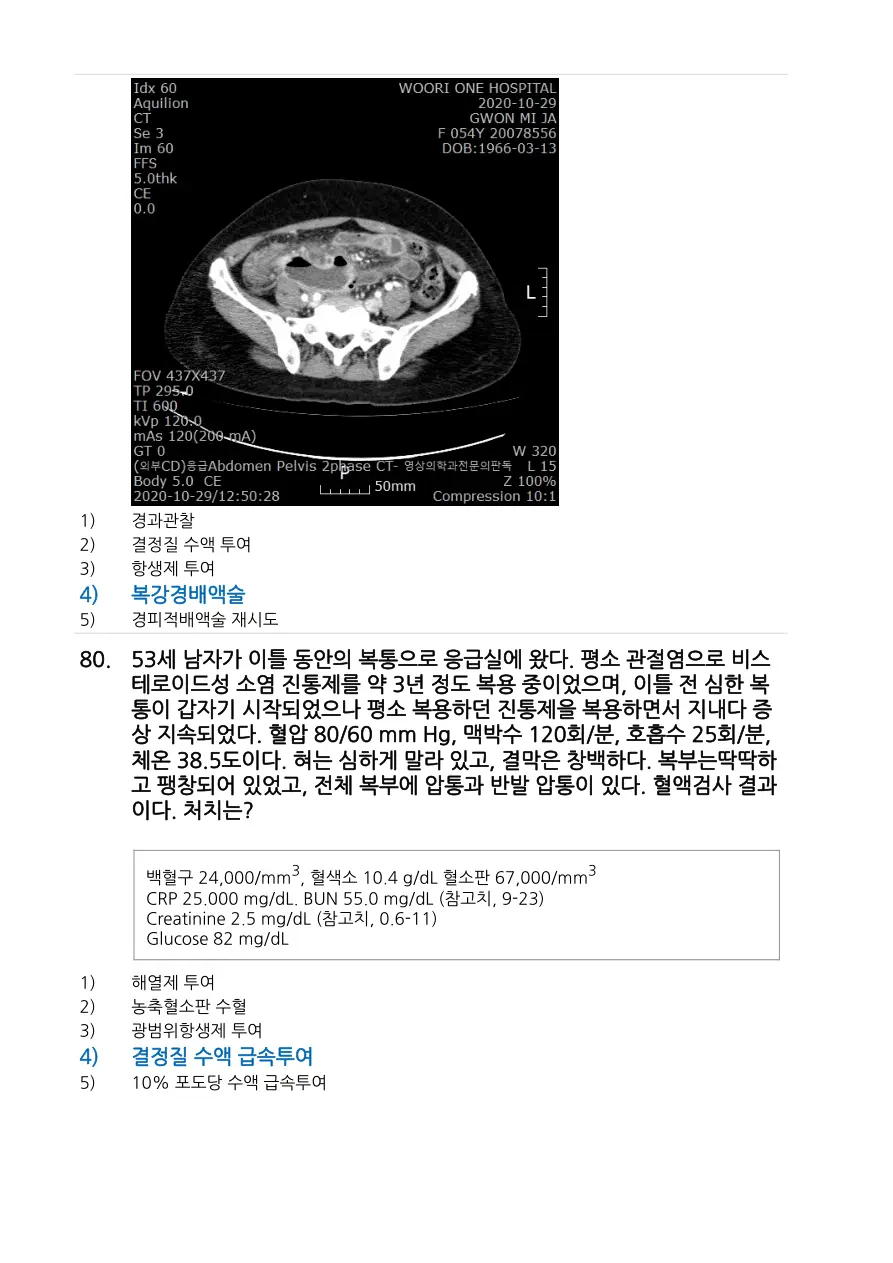 Idx 60
Aquilion
CT
Se 3
Im 60
FFS
5.0thk
CE
0.0
WOORI ONE HOSPITAL
2020-10-29
GWON MI JA
F 054Y 20078556
DOB:1966-03-13
L
FOV 437X437
TP 295.0
TI 600
kVp 120.0
mAs 120(200 mA)
GT 0
(외부CD)응급Abdomen Pelvis 2phase CT- 영상의학과전문의판독
Body 5.0 CE
2020-10-29/12:50:28
P
50mm
W 320
L 15
Z 100%
Compression 10:1
1) 경과관찰
2) 결정질 수액 투여
3) 항생제 투여
4) 복강경배액술
5) 경피적배액술 재시도
80. 53세 남자가 이틀 동안의 복통으로 응급실에 왔다. 평소 관절염으로 비스
테로이드성 소염 진통제를 약 3년 정도 복용 중이었으며, 이틀 전 심한 복
통이 갑자기 시작되었으나 평소 복용하던 진통제을 복용하면서 지내다 증
상 지속되었다. 혈압 80/60 mm Hg, 맥박수 120회/분, 호흡수 25회/분,
체온 38.5도이다. 혀는 심하게 말라 있고, 결막은 창백하다. 복부는딱딱하
고 팽창되어 있었고, 전체 복부에 압통과 반발 압통이 있다. 혈액검사 결과
이다. 처치는?
백혈구 24,000/mm³, 혈색소 10.4 g/dL 혈소판 67,000/mm³
CRP 25.000 mg/dL. BUN 55.0 mg/dL (참고치, 9-23)
Creatinine 2.5 mg/dL (참고치, 0.6-11)
Glucose 82 mg/dL
1) 해열제 투여
2) 농축혈소판 수혈
3) 광범위항생제 투여
4) 결정질 수액 급속투여
5) 10% 포도당 수액 급속투여